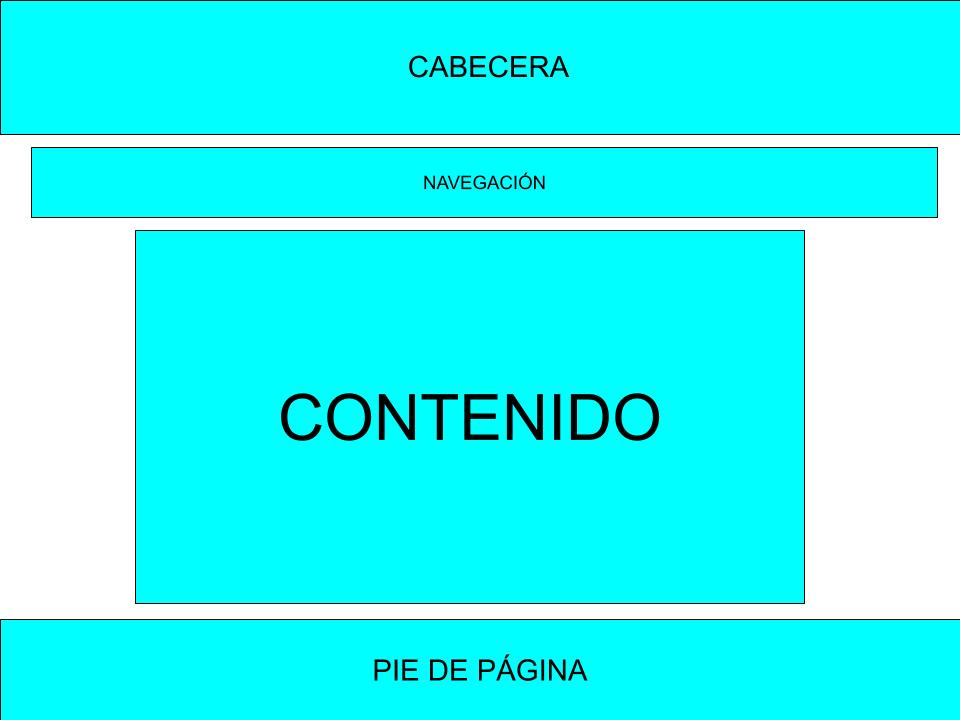 CABECERA
NAVEGACIÓN
CONTENIDO
PIE DE PÁGINA